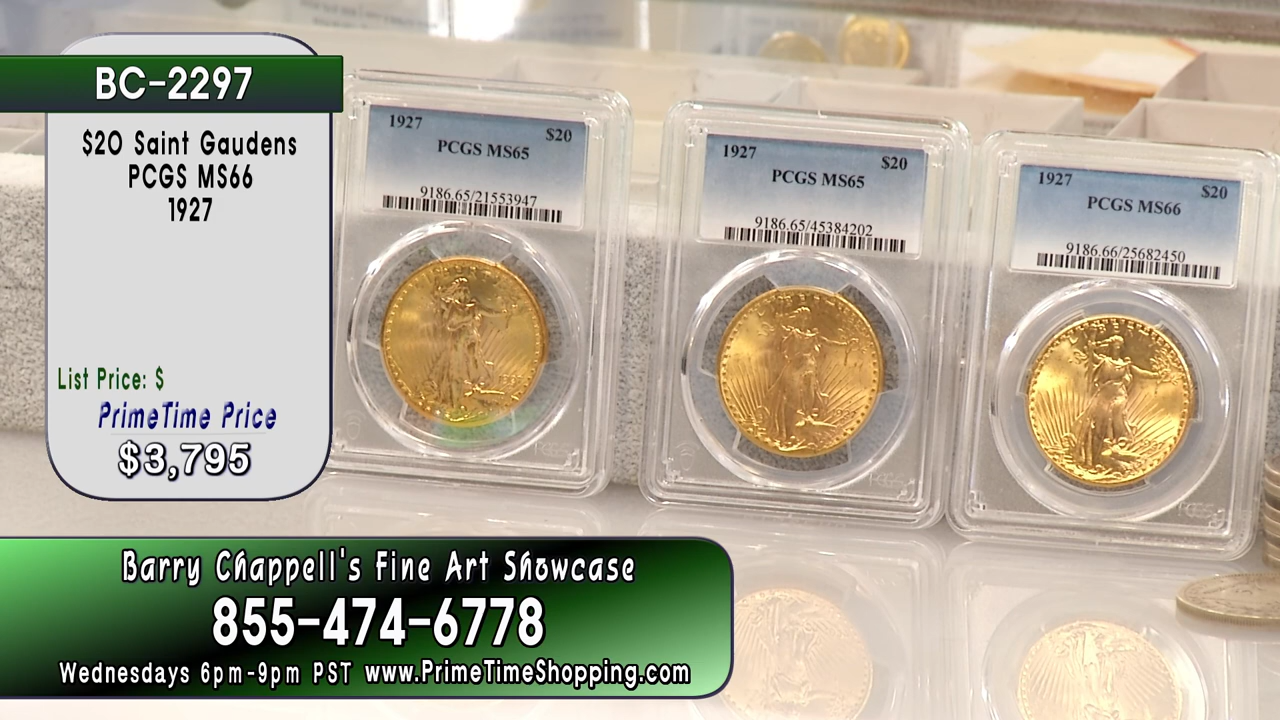 BC-2297
$20 Saint Gaudens
PCGS MS66
1927
List Price: $
PrimeTime Price
$3,795
1927 $20
PCGS MS65
9186.65/21553947
1927 $20
PCGS MS65
9186.65/45384202
1927 $20
PCGS MS66
9186.66/25682450
Barry Chappell's Fine Art Showcase
855-474-6778
Wednesdays 6pm-9pm PST www.PrimeTimeShopping.com